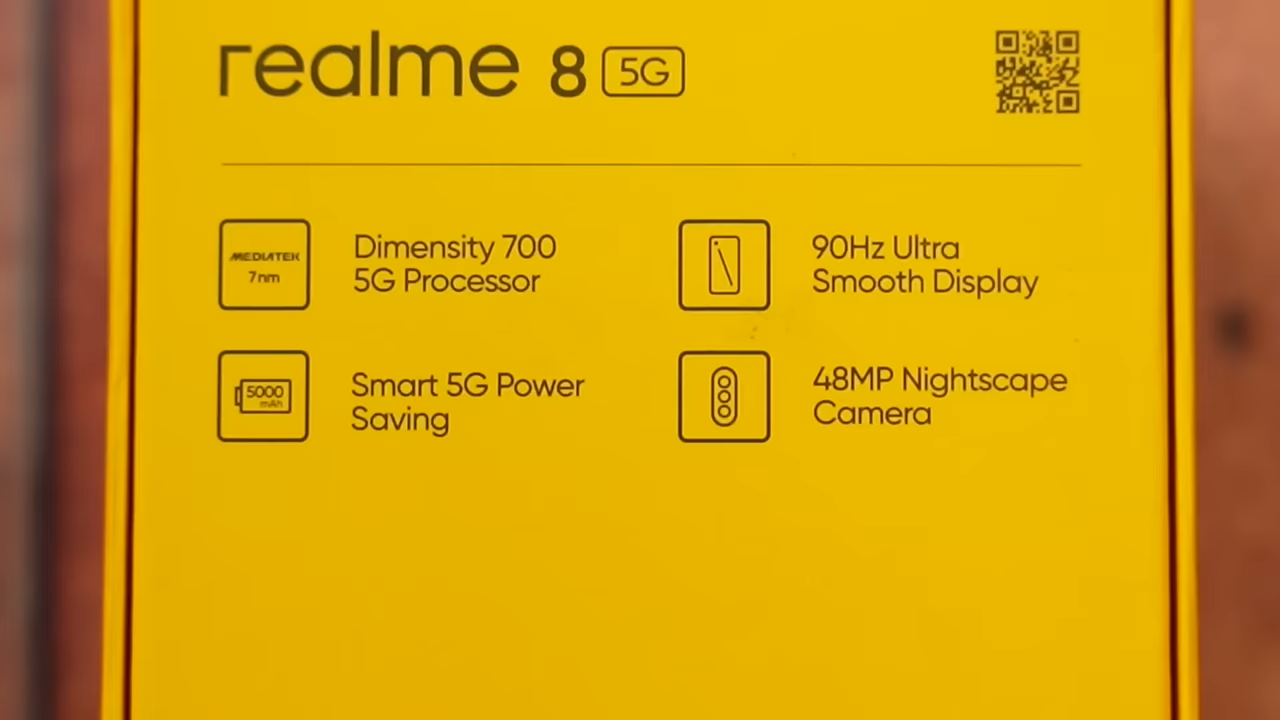 realme 8 5G
MEDIATEK
7nm
Dimensity 700
5G Processor
90Hz Ultra
Smooth Display
5000
mAh
Smart 5G Power
Saving
48MP Nightscape
Camera